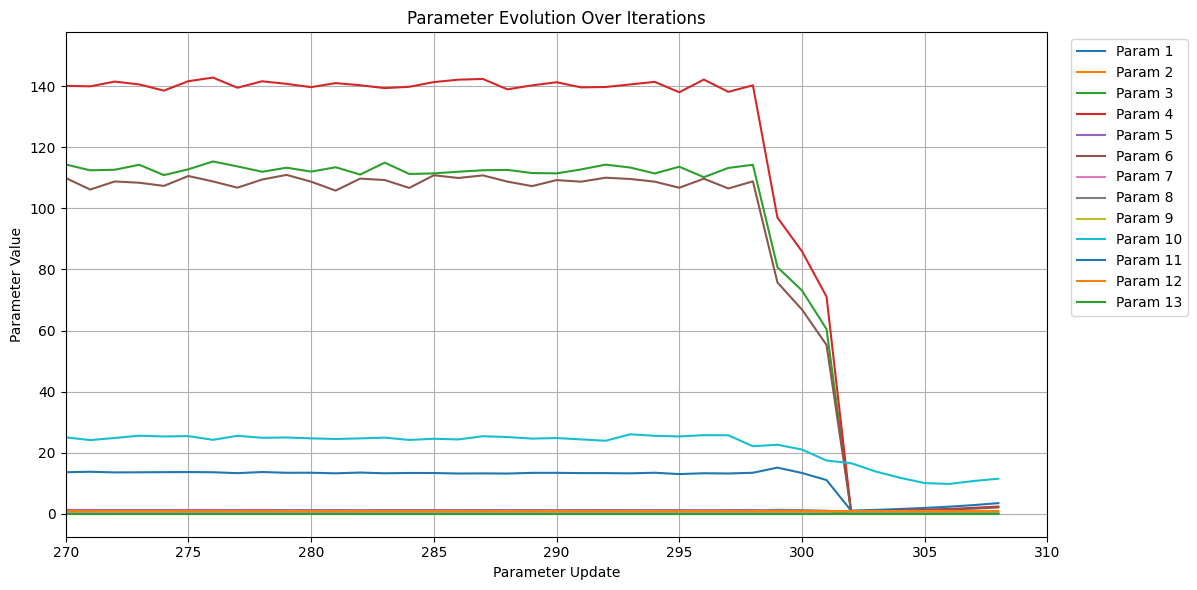 Parameter Evolution Over Iterations
Parameter Value
140
120
100
80
60
40
20
0
270 275 280 285 290 295 300 305 310
Parameter Update
Param 1
Param 2
Param 3
Param 4
Param 5
Param 6
Param 7
Param 8
Param 9
Param 10
Param 11
Param 12
Param 13